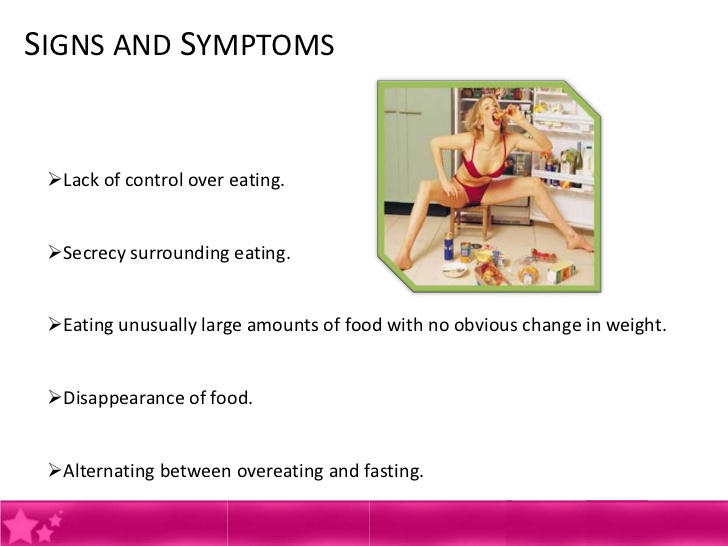 SIGNS AND SYMPTOMS
➢Lack of control over eating.
➢Secrecy surrounding eating.
➢Eating unusually large amounts of food with no obvious change in weight.
➢Disappearance of food.
➢Alternating between overeating and fasting.